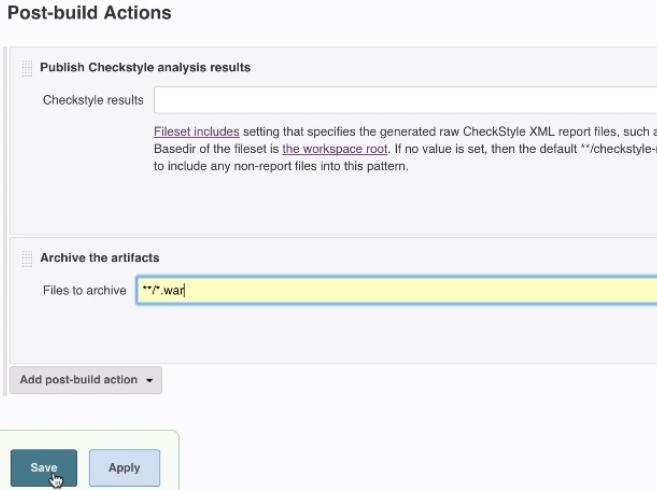 Post-build Actions
Publish Checkstyle analysis results
Checkstyle results
Fileset includes setting that specifies the generated raw CheckStyle XML report files, such
Basedir of the fileset is the workspace root. If no value is set, then the default **/checkstyle-
to include any non-report files into this pattern.
Archive the artifacts
Files to archive **/*.war
Add post-build action
Save Apply